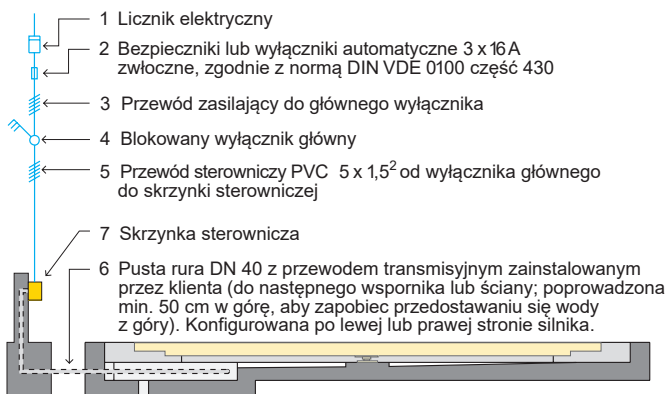 1 Licznik elektryczny
2 Bezpieczniki lub wyłączniki automatyczne 3 x 16 A
zwłoczne, zgodnie z normą DIN VDE 0100 część 430
3 Przewód zasilający do głównego wyłącznika
4 Blokowany wyłącznik główny
5 Przewód sterowniczy PVC 5 x 1,5² od wyłącznika głównego
do skrzynki sterowniczej
7 Skrzynka sterownicza
6 Pusta rura DN 40 z przewodem transmisyjnym zainstalowanym
przez klienta (do następnego wspornika lub ściany; poprowadzona
min. 50 cm w górę, aby zapobiec przedostawaniu się wody
z góry). Konfigurowana po lewej lub prawej stronie silnika.